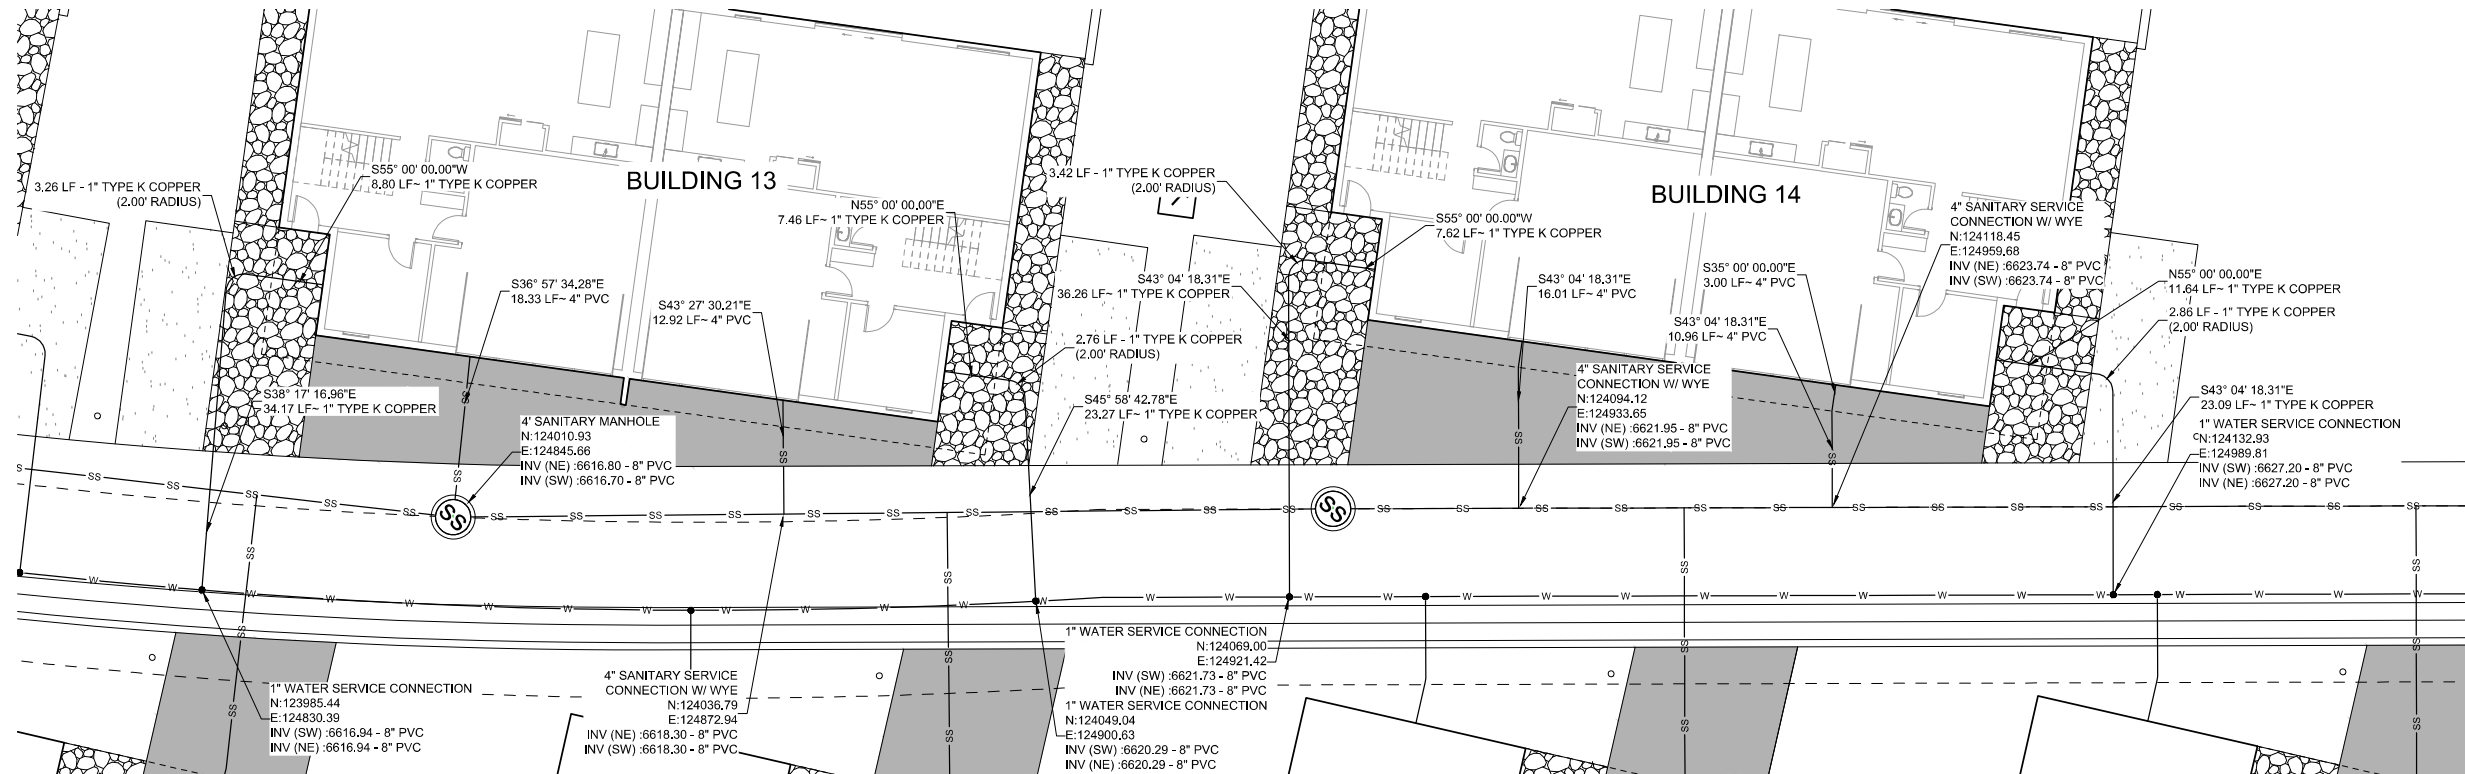 BUILDING 13
BUILDING 14
3.26 LF - 1" TYPE K COPPER
(2.00' RADIUS)
S55° 00' 00.00"W
8.80 LF~ 1" TYPE K COPPER
N55° 00' 00.00"E
7.46 LF~ 1" TYPE K COPPER
3.42 LF - 1" TYPE K COPPER
(2.00' RADIUS)
S55° 00' 00.00"W
7.62 LF~ 1" TYPE K COPPER
4" SANITARY SERVICE
CONNECTION W/ WYE
N:124118.45
E:124959.68
INV (NE) :6623.74 - 8" PVC
INV (SW) :6623.74 - 8" PVC
S36° 57' 34.28"E
18.33 LF~ 4" PVC
S43° 27' 30.21"E
12.92 LF~ 4" PVC
S43° 04' 18.31"E
36.26 LF~ 1" TYPE K COPPER
S43° 04' 18.31"E
16.01 LF~ 4" PVC
S35° 00' 00.00"E
3.00 LF~ 4" PVC
N55° 00' 00.00"E
11.64 LF~ 1" TYPE K COPPER
2.86 LF - 1" TYPE K COPPER
(2.00' RADIUS)
2.76 LF - 1" TYPE K COPPER
(2.00' RADIUS)
S43° 04' 18.31"E
10.96 LF~ 4" PVC
S38° 17' 16.96"E
34.17 LF~ 1" TYPE K COPPER
S45° 58' 42.78"E
23.27 LF~ 1" TYPE K COPPER
4" SANITARY SERVICE
CONNECTION W/ WYE
N:124094.12
E:124933.65
INV (NE) :6621.95 - 8" PVC
INV (SW) :6621.95 - 8" PVC
S43° 04' 18.31"E
23.09 LF~ 1" TYPE K COPPER
4' SANITARY MANHOLE
N:124010.93
E:124845.66
INV (NE) :6616.80 - 8" PVC
INV (SW) :6616.70 - 8" PVC
1" WATER SERVICE CONNECTION
N:124132.93
E:124989.81
INV (SW) :6627.20 - 8" PVC
INV (NE) :6627.20 - 8" PVC
SS
SS
1" WATER SERVICE CONNECTION
N:123985.44
E:124830.39
INV (SW) :6616.94 - 8" PVC
INV (NE) :6616.94 - 8" PVC
4" SANITARY SERVICE
CONNECTION W/ WYE
N:124036.79
E:124872.94
INV (NE) :6618.30 - 8" PVC
INV (SW) :6618.30 - 8" PVC
1" WATER SERVICE CONNECTION
N:124069.00
E:124921.42
INV (SW) :6621.73 - 8" PVC
INV (NE) :6621.73 - 8" PVC
1" WATER SERVICE CONNECTION
N:124049.04
E:124900.63
INV (SW) :6620.29 - 8" PVC
INV (NE) :6620.29 - 8" PVC